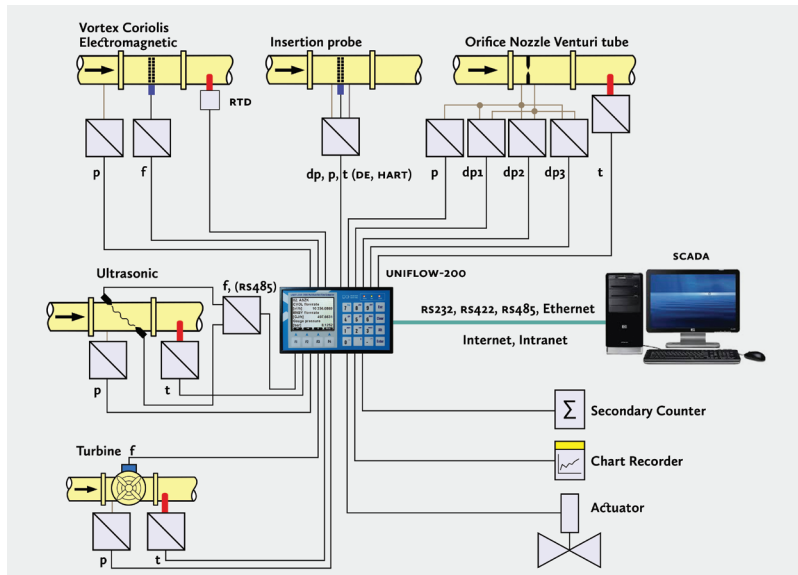 Vortex Coriolis
Electromagnetic
Insertion probe
Orifice Nozzle Venturi tube
RTD
p
f
dp, p, t (DE, HART)
p
dp1
dp2
dp3
t
UNIFLOW-200
SCADA
Ultrasonic
f, (RS485)
RS232, RS422, RS485, Ethernet
Internet, Intranet
p
t
Σ
Secondary Counter
Turbine f
Chart Recorder
Actuator
p
t